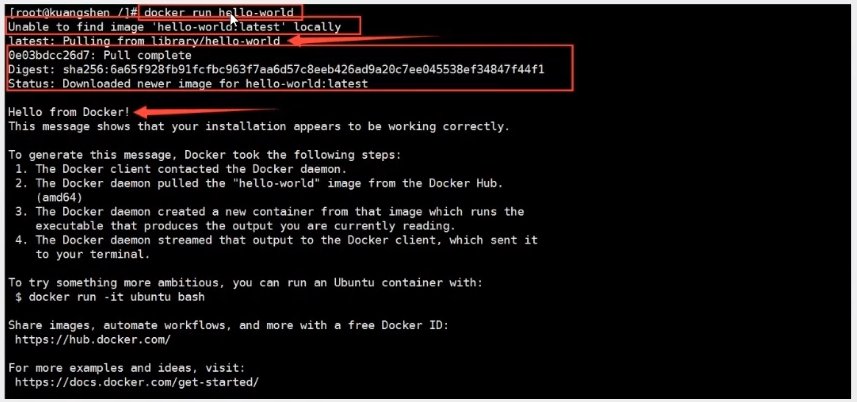 [root@kuangshen /]# docker run hello-world
Unable to find image 'hello-world:latest' locally
latest: Pulling from library/hello-world
0e03bdcc26d7: Pull complete
Digest: sha256:6a65f928fb91fcfbc963f7aa6d57c8eeb426ad9a20c7ee045538ef34847f44f1
Status: Downloaded newer image for hello-world:latest
Hello from Docker!
This message shows that your installation appears to be working correctly.
To generate this message, Docker took the following steps:
1. The Docker client contacted the Docker daemon.
2. The Docker daemon pulled the "hello-world" image from the Docker Hub.
(amd64)
3. The Docker daemon created a new container from that image which runs the
executable that produces the output you are currently reading.
4. The Docker daemon streamed that output to the Docker client, which sent it
to your terminal.
To try something more ambitious, you can run an Ubuntu container with:
$ docker run -it ubuntu bash
Share images, automate workflows, and more with a free Docker ID:
https://hub.docker.com/
For more examples and ideas, visit:
https://docs.docker.com/get-started/